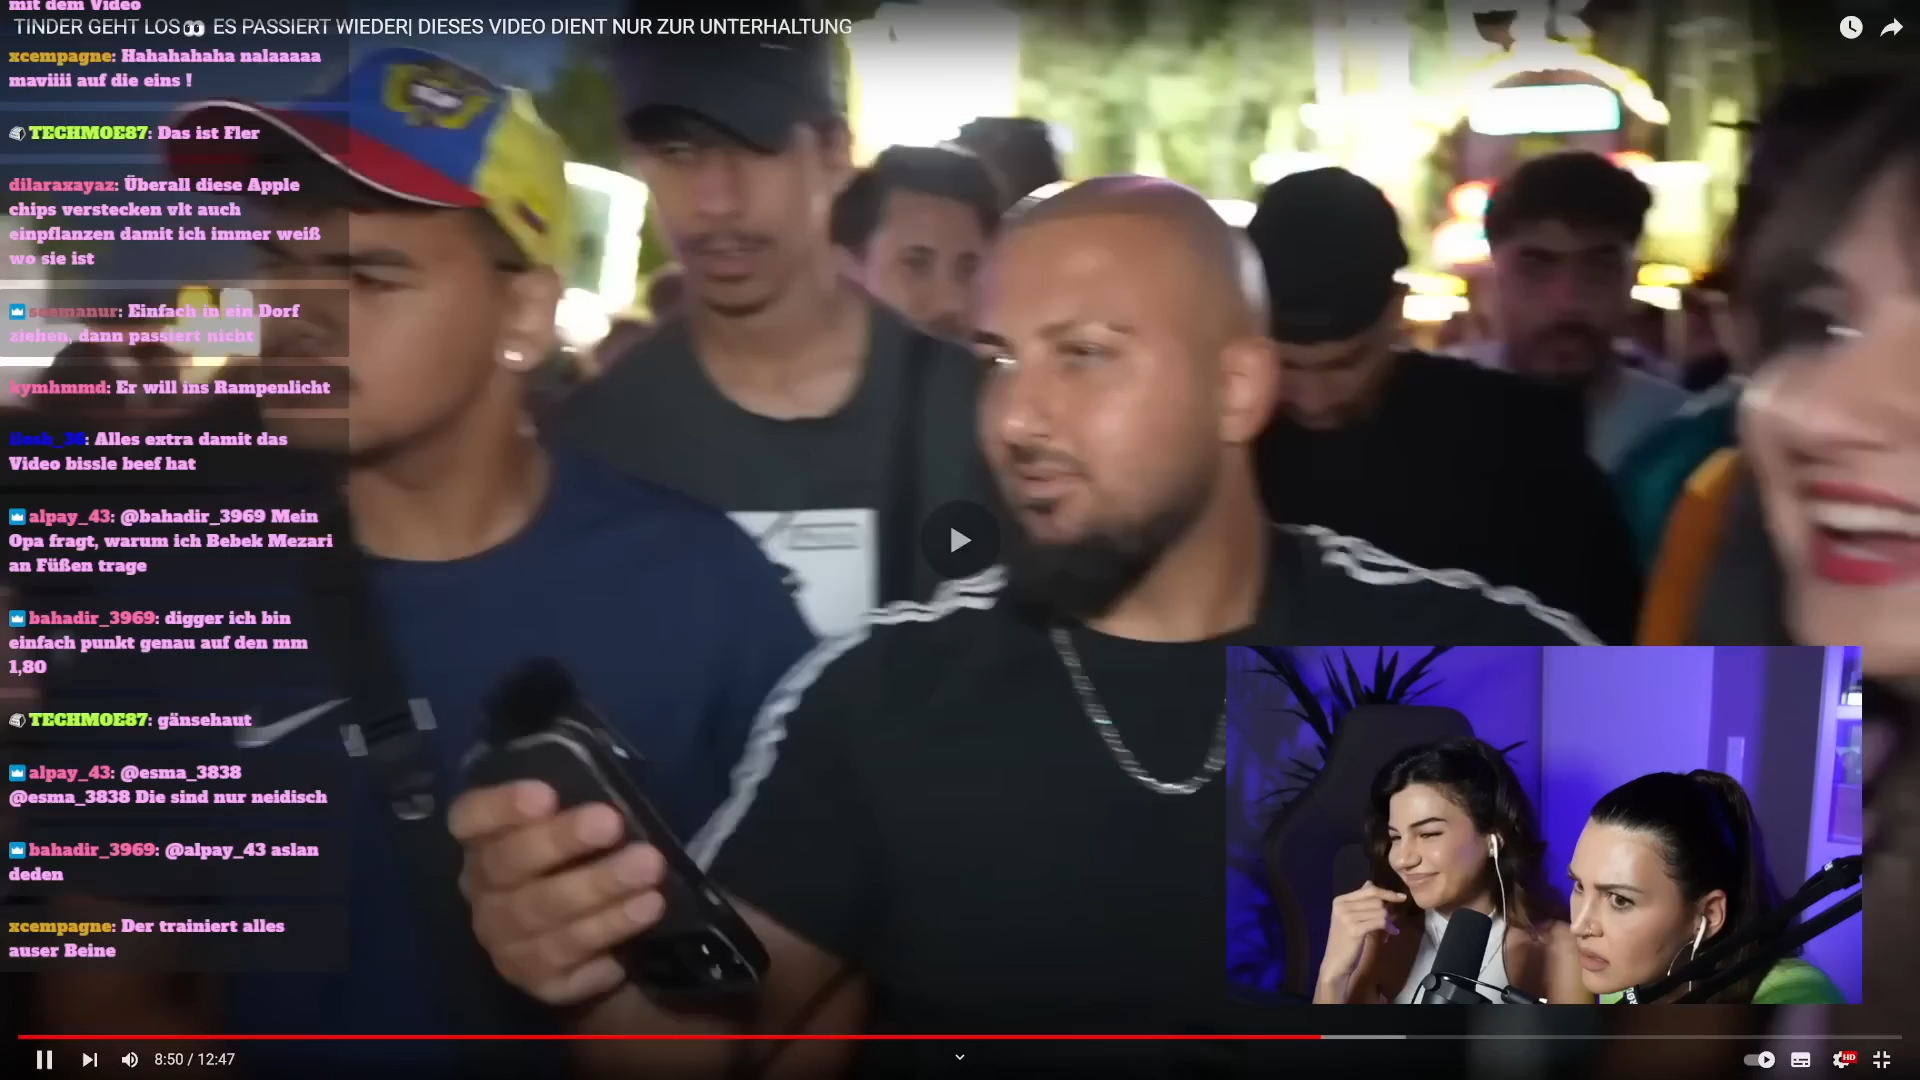 mit dem Video
TINDER GEHT LOS👀 ES PASSIERT WIEDER| DIESES VIDEO DIENT NUR ZUR UNTERHALTUNG
xcempagne: Hahahahaha nalaaaaa
maviiii auf die eins !
TECHMOE87: Das ist Fler
dilaraxayaz: Überall diese Apple
chips verstecken vlt auch
einpflanzen damit ich immer weiß
wo sie ist
: Einfach in ein Dorf
ziehen, dann passiert nicht
kymhmmd: Er will ins Rampenlicht
: Alles extra damit das
Video bissle beef hat
alpay_43: @bahadir_3969 Mein
Opa fragt, warum ich Bebek Mezari
an Füßen trage
bahadir_3969: digger ich bin
einfach punkt genau auf den mm
1,80
TECHMOE87: gänsehaut
alpay_43: @esma_3838
@esma_3838 Die sind nur neidisch
bahadir_3969: @alpay_43 aslan
deden
xcempagne: Der trainiert alles
auser Beine
8:50 / 12:47
HD